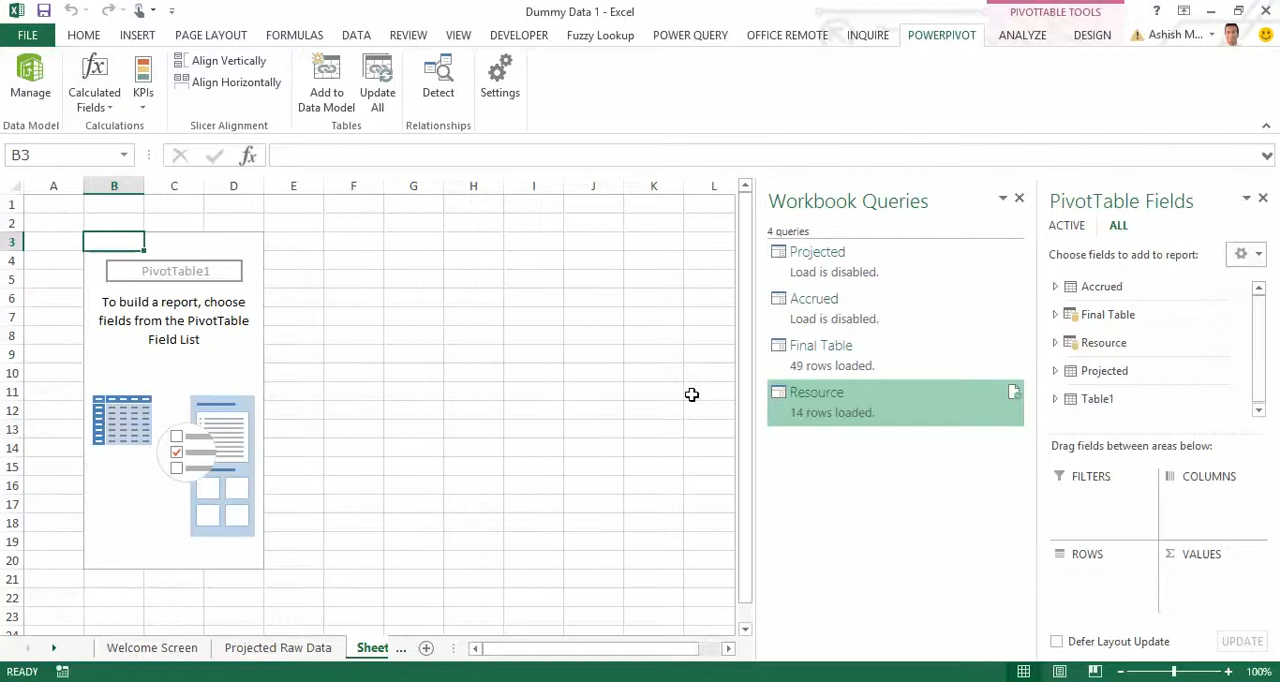 Dummy Data 1 - Excel
PIVOTTABLE TOOLS
?
FILE HOME INSERT PAGE LAYOUT FORMULAS DATA REVIEW VIEW DEVELOPER Fuzzy Lookup POWER QUERY OFFICE REMOTE INQUIRE POWERPIVOT ANALYZE DESIGN Ashish M...
Manage
Calculated Fields
KPIs
Align Vertically
Align Horizontally
Add to Data Model
Update All
Detect
Settings
Data Model Calculations Slicer Alignment Tables Relationships
B3
fx
A B C D E F G H I J K L
1
2
3
4
5
6
7
8
9
10
11
12
13
14
15
16
17
18
19
20
21
22
23
24
PivotTable1
To build a report, choose
fields from the PivotTable
Field List
Workbook Queries
4 queries
Projected
Load is disabled.
Accrued
Load is disabled.
Final Table
49 rows loaded.
Resource
14 rows loaded.
PivotTable Fields
ACTIVE ALL
Choose fields to add to report:
Accrued
Final Table
Resource
Projected
Table1
Drag fields between areas below:
FILTERS COLUMNS
ROWS Σ VALUES
Defer Layout Update UPDATE
Welcome Screen Projected Raw Data Sheet ...
READY
100%